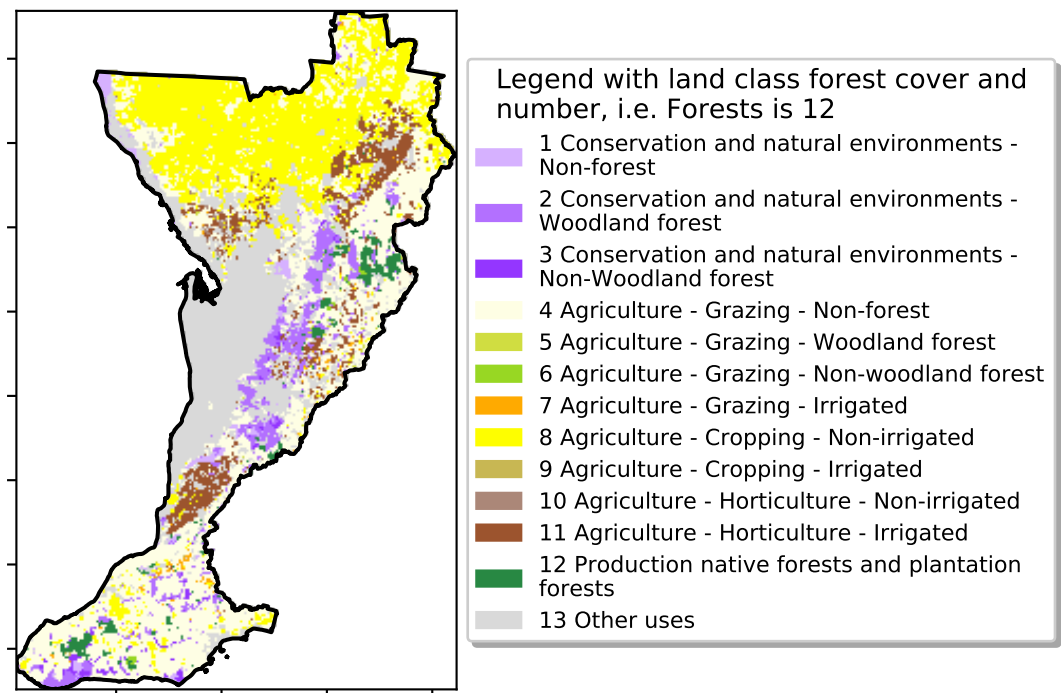 Legend with land class forest cover and
number, i.e. Forests is 12
1 Conservation and natural environments -
Non-forest
2 Conservation and natural environments -
Woodland forest
3 Conservation and natural environments -
Non-Woodland forest
4 Agriculture - Grazing - Non-forest
5 Agriculture - Grazing - Woodland forest
6 Agriculture - Grazing - Non-woodland forest
7 Agriculture - Grazing - Irrigated
8 Agriculture - Cropping - Non-irrigated
9 Agriculture - Cropping - Irrigated
10 Agriculture - Horticulture - Non-irrigated
11 Agriculture - Horticulture - Irrigated
12 Production native forests and plantation
forests
13 Other uses